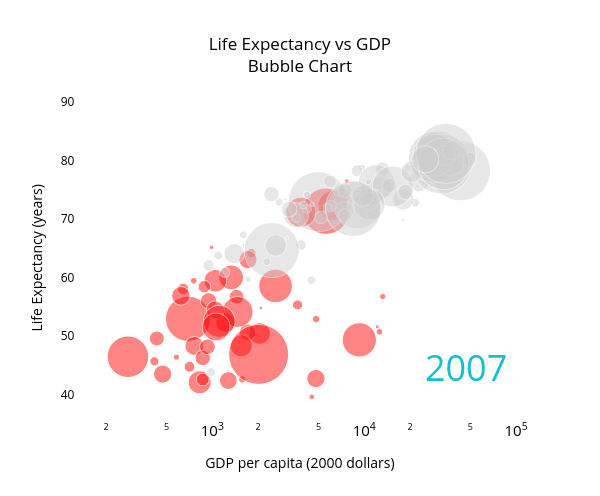 Life Expectancy vs GDP
Bubble Chart
90
80
70
60
50
40
Life Expectancy (years)
2007
2 5 10³ 2 5 10⁴ 2 5 10⁵
GDP per capita (2000 dollars)